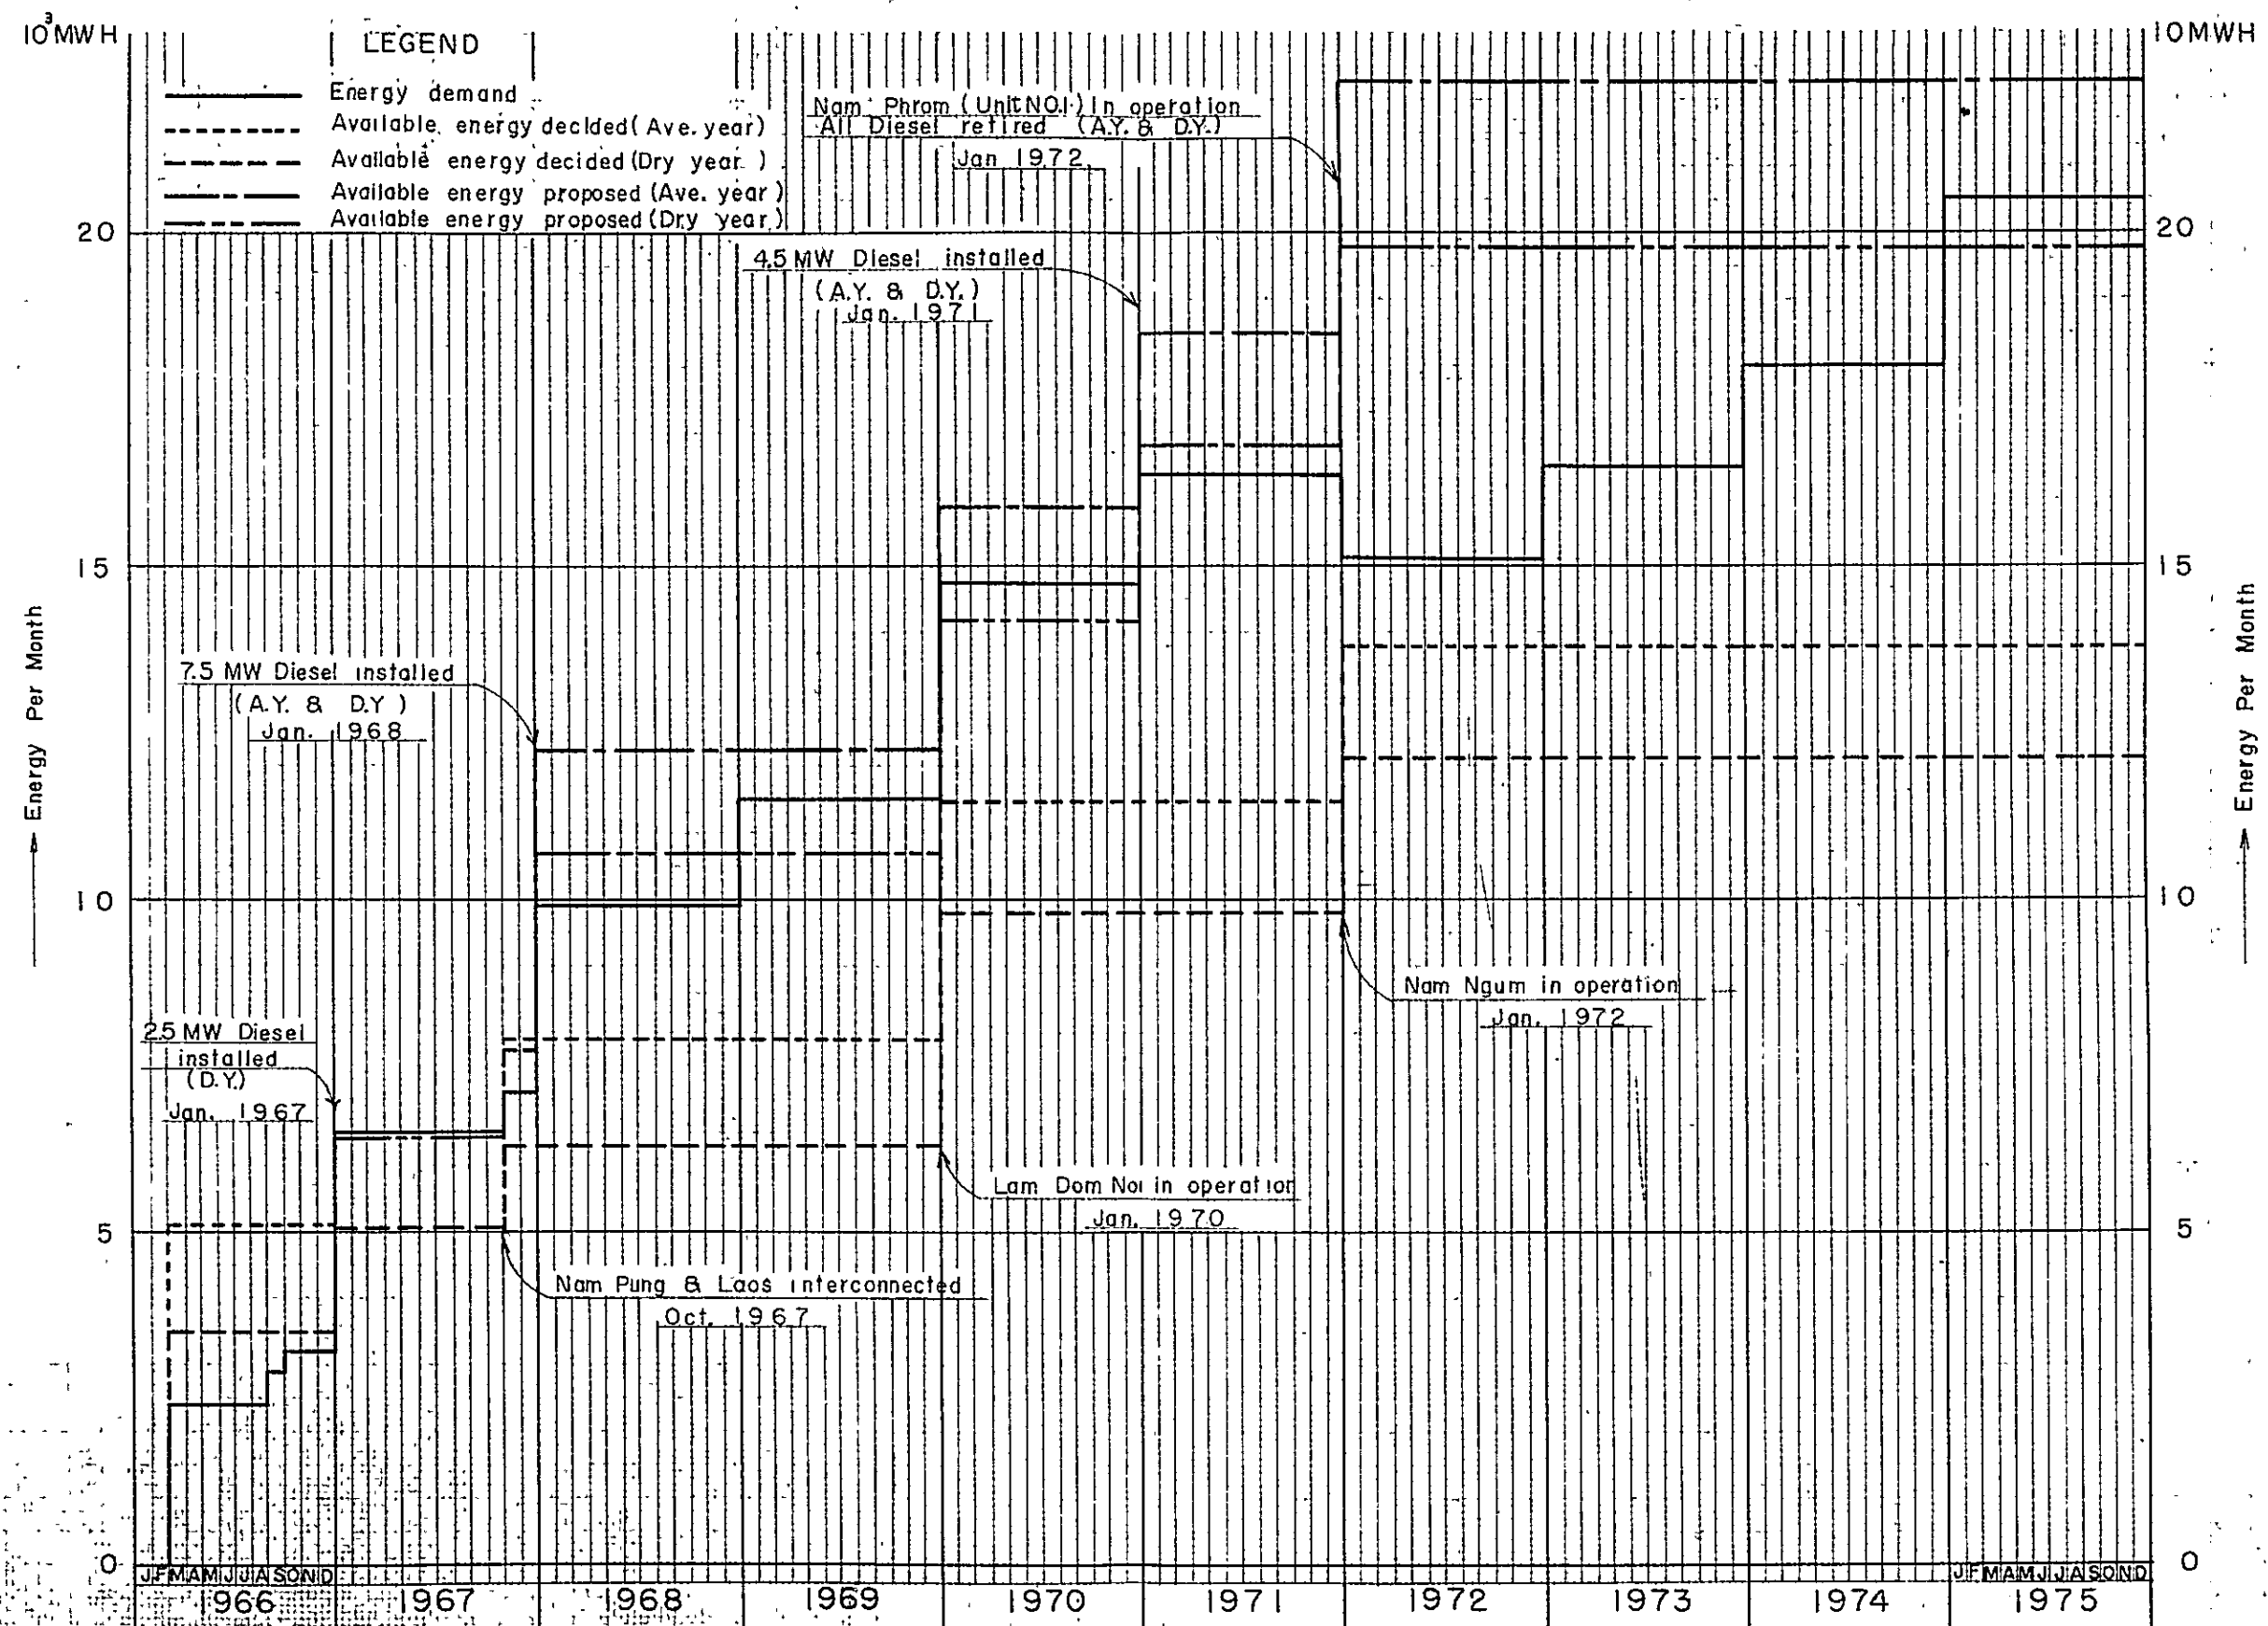 10³ MWH
10 MWH
LEGEND
Energy demand
Available energy decided (Ave. year)
Available energy decided (Dry year)
Available energy proposed (Ave. year)
Available energy proposed (Dry year)
Nam Phrom (Unit NO.1) In operation
All Diesel retired (A.Y. & D.Y.)
Jan 1972
4.5 MW Diesel installed
(A.Y. & D.Y.)
Jan. 1971
7.5 MW Diesel installed
(A.Y. & D.Y)
Jan. 1968
2.5 MW Diesel
installed
(D.Y.)
Jan. 1967
Nam Ngum in operation
Jan. 1972
Lam Dom Noi in operation
Jan. 1970
Nam Pung & Laos interconnected
Oct. 1967
20
15
10
5
0
20
15
10
5
0
Energy Per Month
Energy Per Month
J F M A M J J A S O N D
J F M A M J J A S O N D
1966 1967 1968 1969 1970 1971 1972 1973 1974 1975